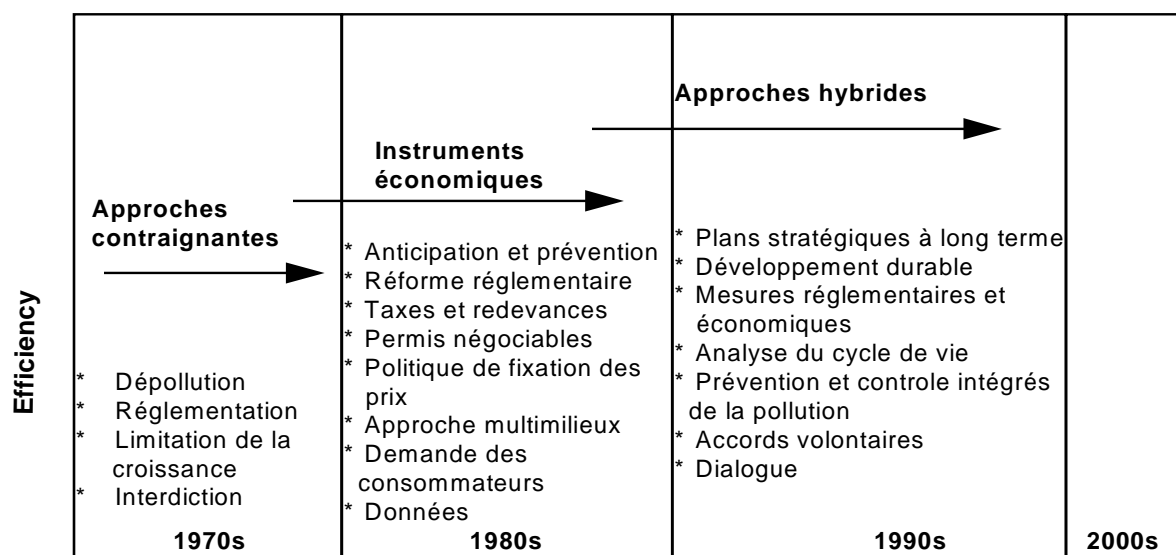 Efficiency
Approches
contraignantes
* Dépollution
* Réglementation
* Limitation de la
croissance
* Interdiction
1970s
Instruments
économiques
* Anticipation et prévention
* Réforme réglementaire
* Taxes et redevances
* Permis négociables
* Politique de fixation des
prix
* Approche multimilieux
* Demande des
consommateurs
* Données
1980s
Approches hybrides
* Plans stratégiques à long terme
* Développement durable
* Mesures réglementaires et
économiques
* Analyse du cycle de vie
* Prévention et controle intégrés
de la pollution
* Accords volontaires
* Dialogue
1990s
2000s